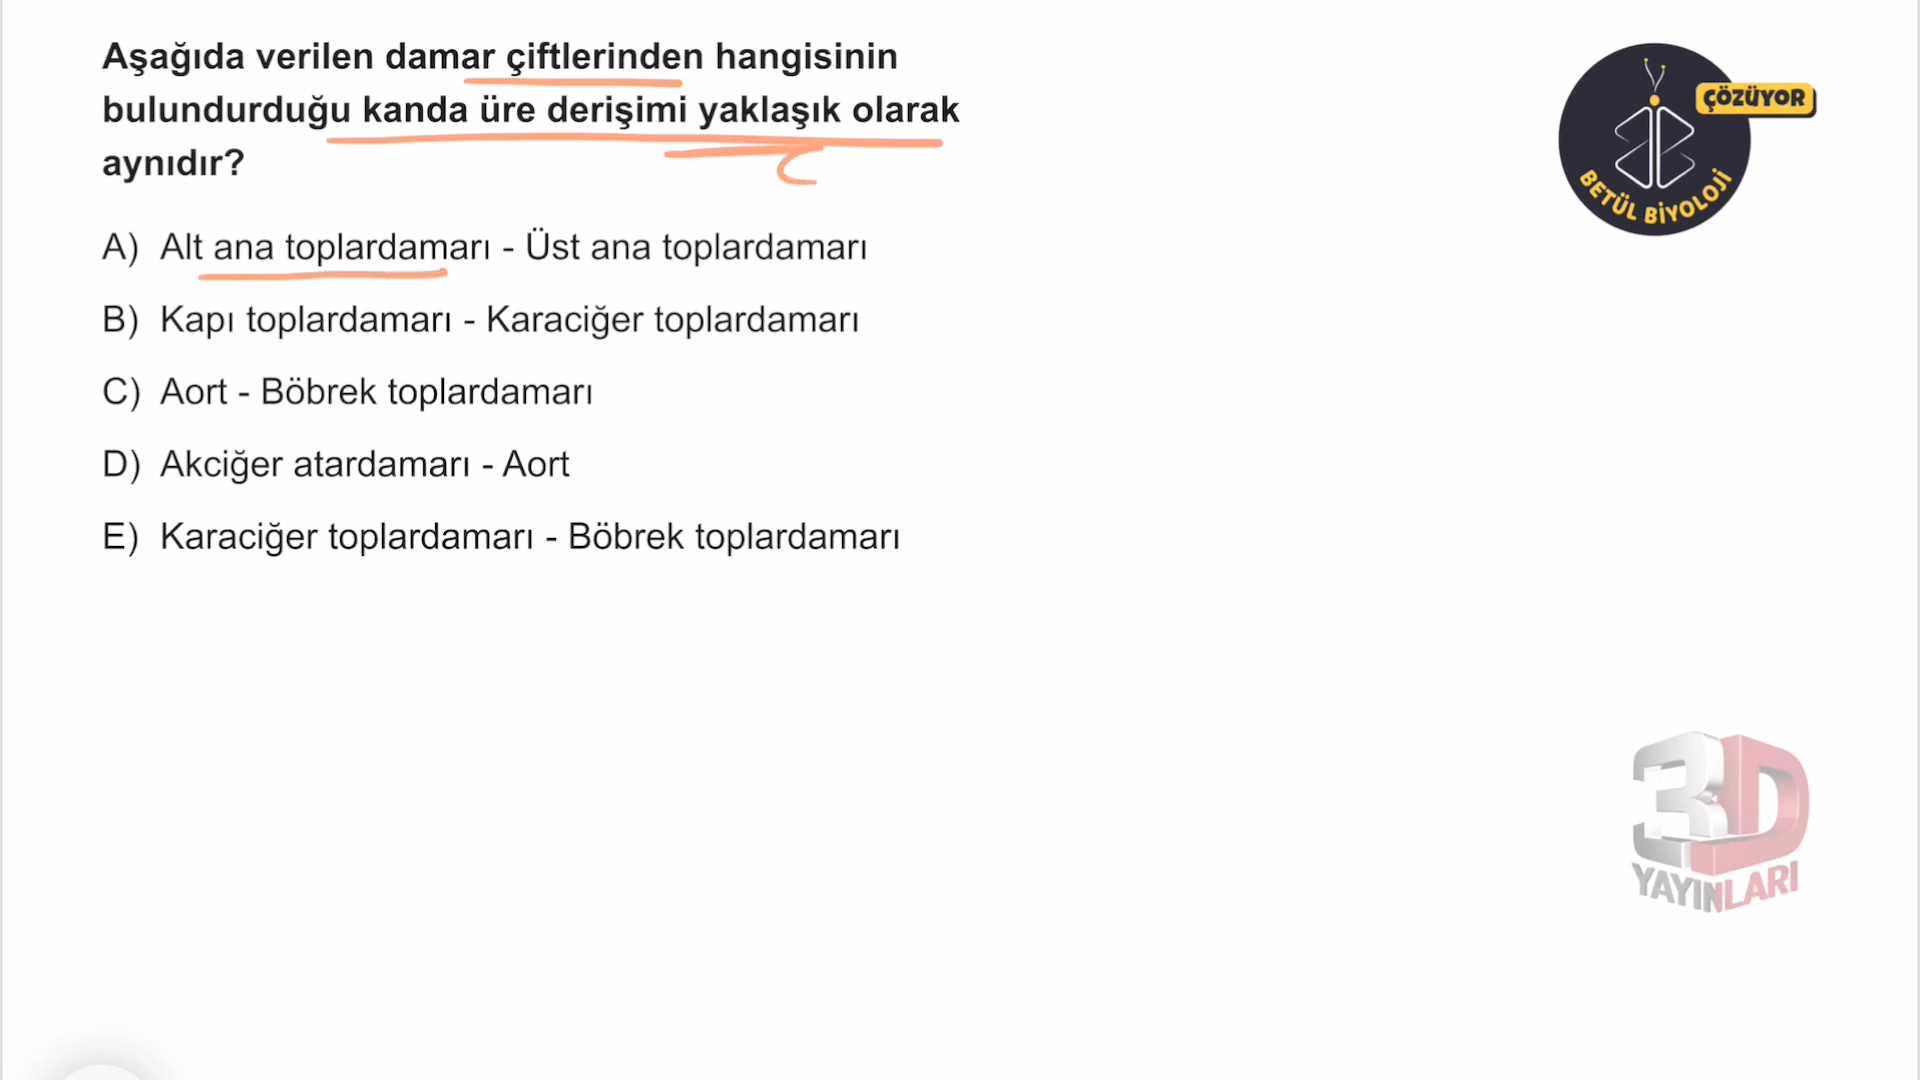 Aşağıda verilen damar çiftlerinden hangisinin
bulundurduğu kanda üre derişimi yaklaşık olarak
aynıdır?
A) Alt ana toplardamarı - Üst ana toplardamarı
B) Kapı toplardamarı - Karaciğer toplardamarı
C) Aort - Böbrek toplardamarı
D) Akciğer atardamarı - Aort
E) Karaciğer toplardamarı - Böbrek toplardamarı
ÇÖZÜYOR
BETÜL BİYOLOJİ
3D
YAYINLARI